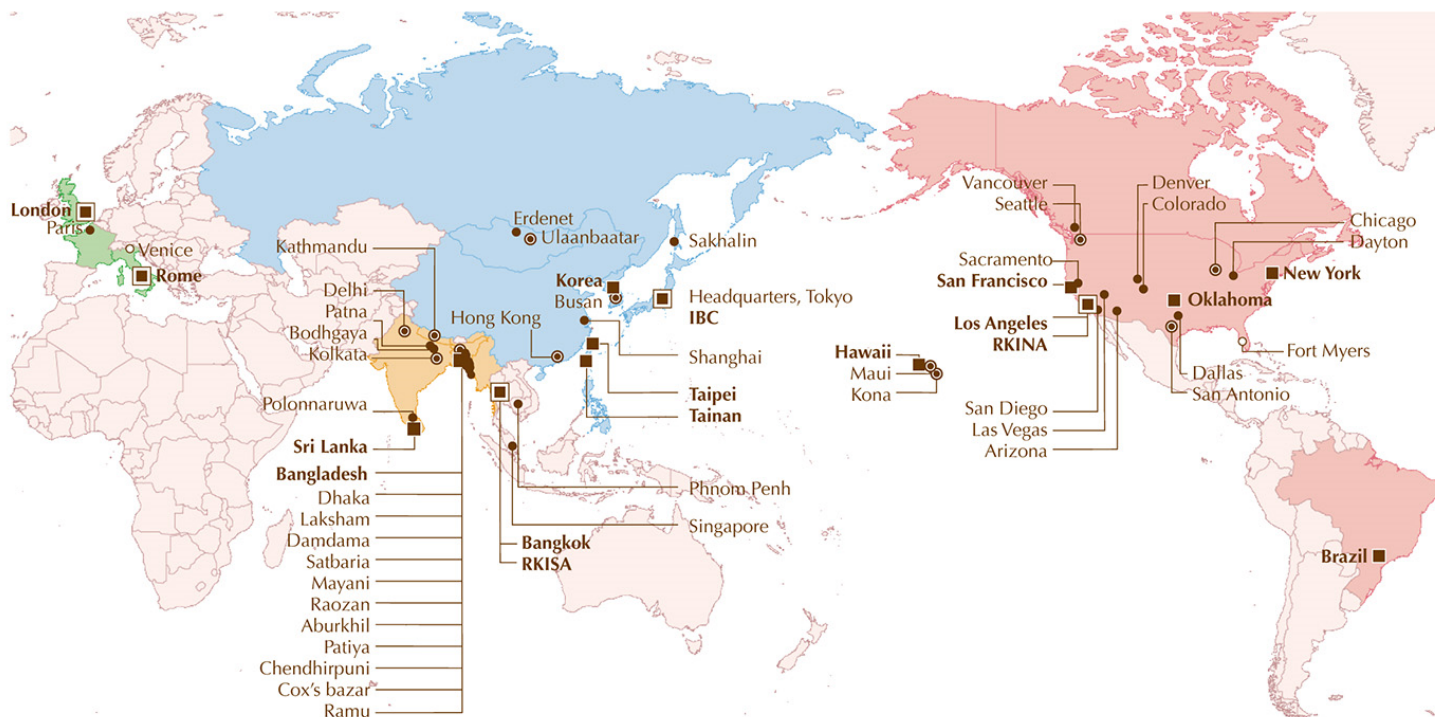 London
Paris
Venice
Rome
Kathmandu
Delhi
Patna
Bodhgaya
Kolkata
Polonnaruwa
Sri Lanka
Bangladesh
Dhaka
Laksham
Damdama
Satbaria
Mayani
Raozan
Aburkhil
Patiya
Chendhirpuni
Cox's bazar
Ramu
Erdenet
Ulaanbaatar
Sakhalin
Korea
Busan
Headquarters, Tokyo
IBC
Hong Kong
Shanghai
Taipei
Tainan
Phnom Penh
Singapore
Bangkok
RKISA
Hawaii
Maui
Kona
Vancouver
Seattle
Sacramento
San Francisco
Los Angeles
RKINA
San Diego
Las Vegas
Arizona
Denver
Colorado
Oklahoma
Chicago
Dayton
New York
Fort Myers
Dallas
San Antonio
Brazil